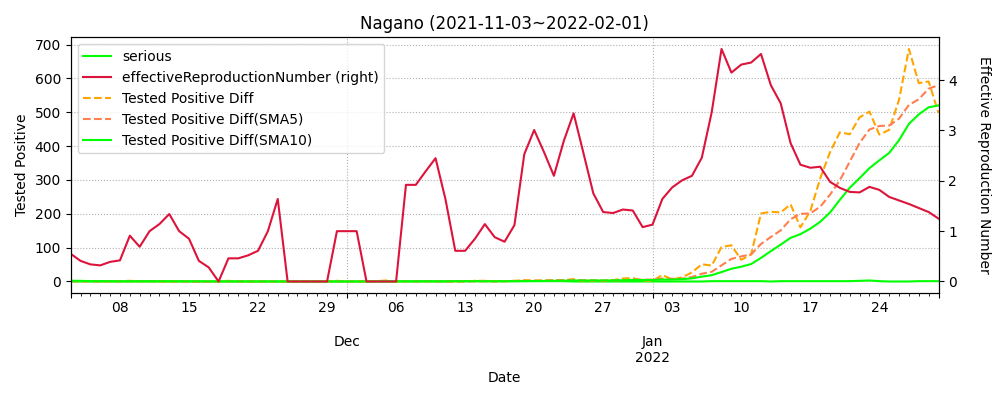 Nagano (2021-11-03~2022-02-01)
serious
effectiveReproductionNumber (right)
Tested Positive Diff
Tested Positive Diff(SMA5)
Tested Positive Diff(SMA10)
Tested Positive
700
600
500
400
300
200
100
0
Effective Reproduction Number
4
3
2
1
0
08 15 22 29 06 13 20 27 03 10 17 24
Dec Jan
2022
Date